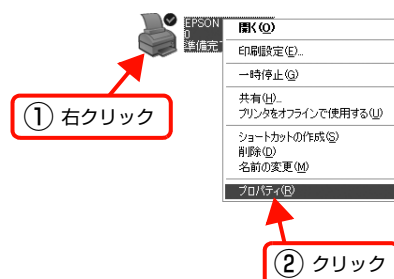 EPSON
0
準備完了
開く(O)
印刷設定(E)...
一時停止(G)
共有(H)...
プリンタをオフラインで使用する(U)
ショートカットの作成(S)
削除(D)
名前の変更(M)
プロパティ(R)
① 右クリック
② クリック